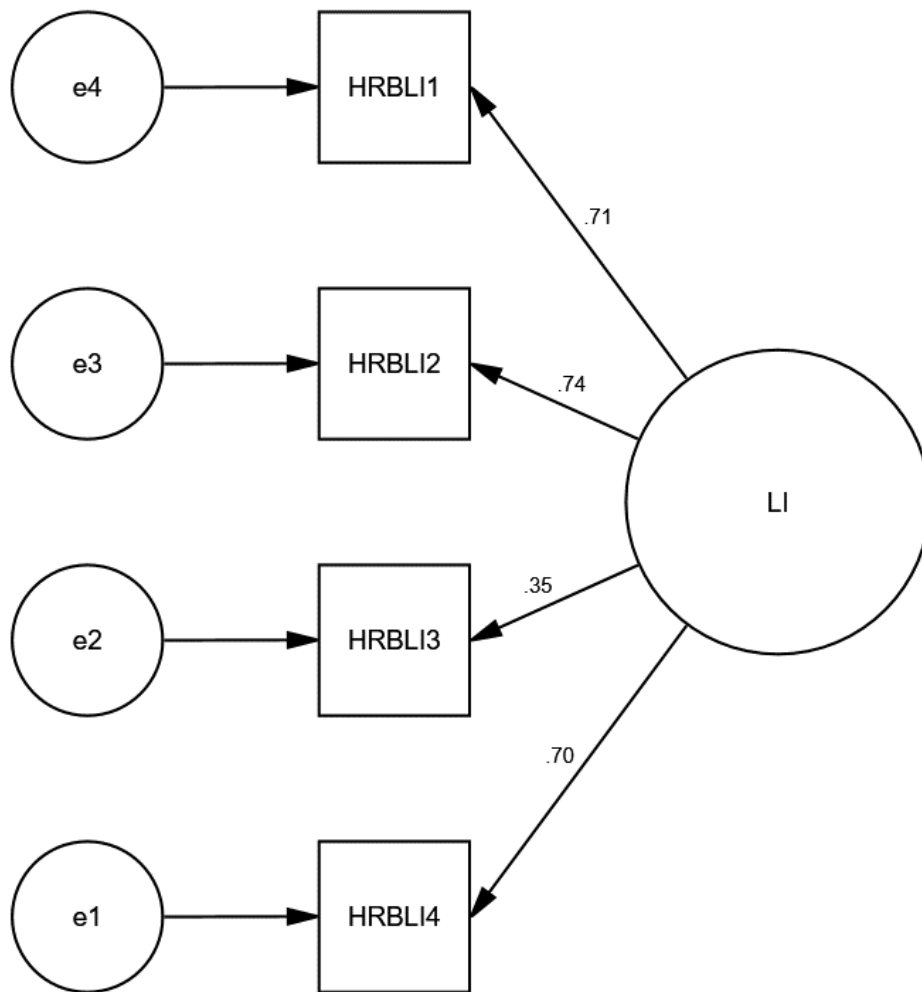 e4
HRBLI1
.71
e3
HRBLI2
.74
LI
e2
HRBLI3
.35
.70
e1
HRBLI4